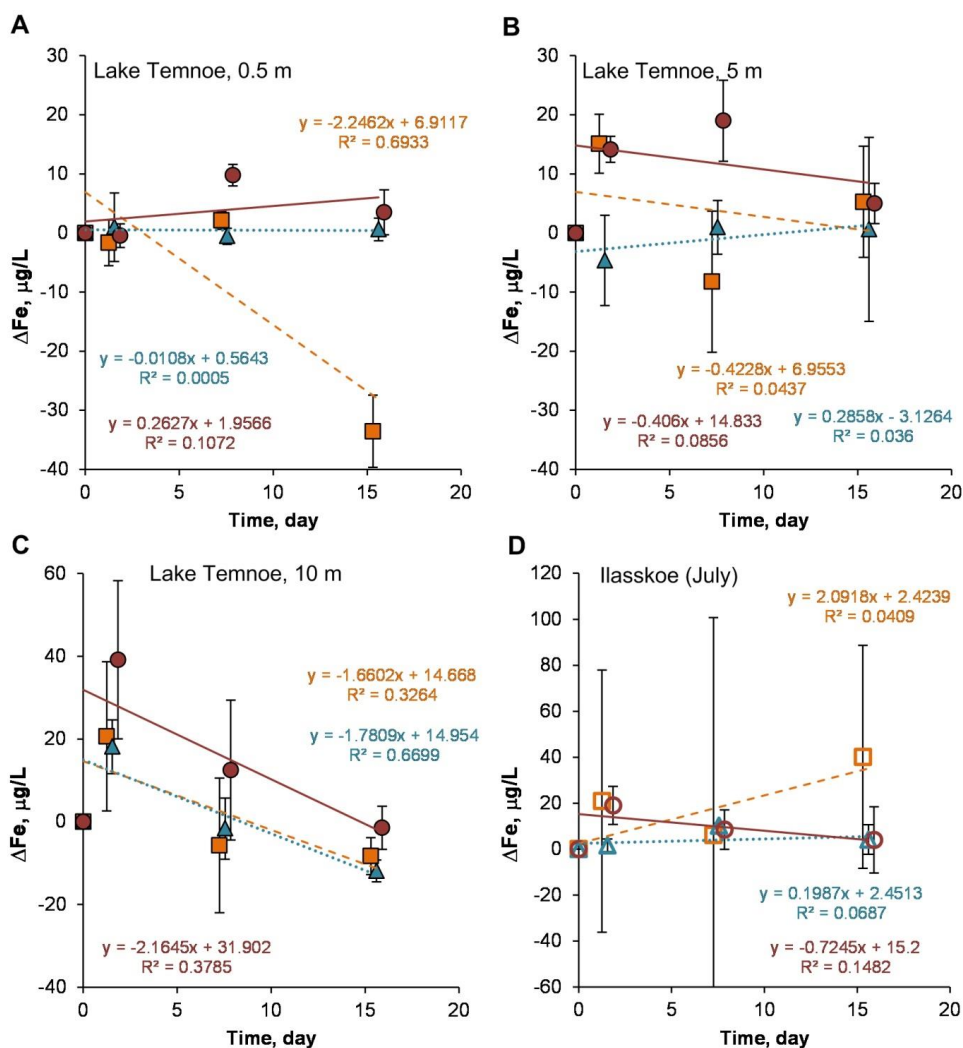 A
Lake Temnoe, 0.5 m
30
20
10
0
-10
-20
-30
-40
ΔFe, µg/L
y = -2.2462x + 6.9117
R² = 0.6933
y = -0.0108x + 0.5643
R² = 0.0005
y = 0.2627x + 1.9566
R² = 0.1072
0 5 10 15 20
Time, day
B
Lake Temnoe, 5 m
30
20
10
0
-10
-20
-30
-40
ΔFe, µg/L
y = -0.4228x + 6.9553
R² = 0.0437
y = -0.406x + 14.833
R² = 0.0856
y = 0.2858x - 3.1264
R² = 0.036
0 5 10 15 20
Time, day
C
Lake Temnoe, 10 m
60
40
20
0
-20
-40
ΔFe, µg/L
y = -1.6602x + 14.668
R² = 0.3264
y = -1.7809x + 14.954
R² = 0.6699
y = -2.1645x + 31.902
R² = 0.3785
0 5 10 15 20
Time, day
D
Ilasskoe (July)
120
100
80
60
40
20
0
-20
-40
-60
ΔFe, µg/L
y = 2.0918x + 2.4239
R² = 0.0409
y = 0.1987x + 2.4513
R² = 0.0687
y = -0.7245x + 15.2
R² = 0.1482
0 5 10 15 20
Time, day